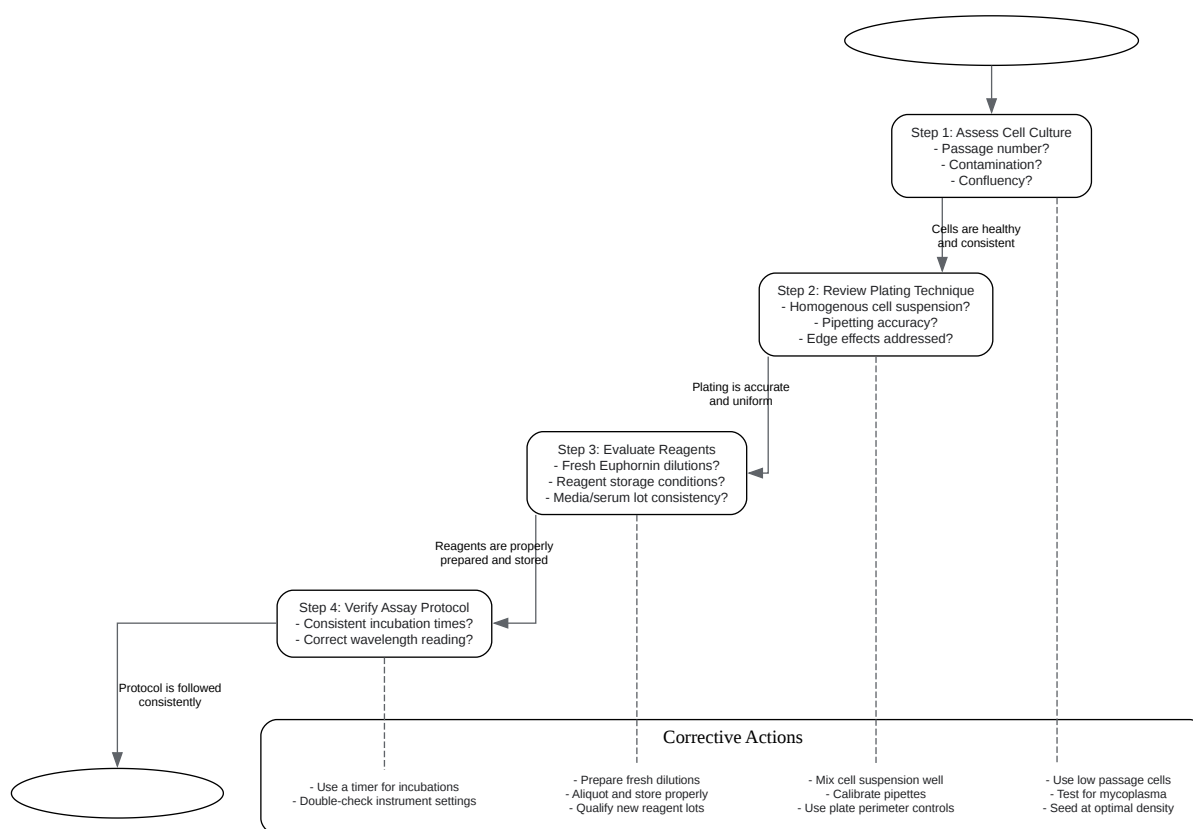 Step 1: Assess Cell Culture
- Passage number?
- Contamination?
- Confluency?
Cells are healthy
and consistent
Step 2: Review Plating Technique
- Homogenous cell suspension?
- Pipetting accuracy?
- Edge effects addressed?
Plating is accurate
and uniform
Step 3: Evaluate Reagents
- Fresh Euphornin dilutions?
- Reagent storage conditions?
- Media/serum lot consistency?
Reagents are properly
prepared and stored
Step 4: Verify Assay Protocol
- Consistent incubation times?
- Correct wavelength reading?
Protocol is followed
consistently
Corrective Actions
- Use a timer for incubations
- Double-check instrument settings
- Prepare fresh dilutions
- Aliquot and store properly
- Qualify new reagent lots
- Mix cell suspension well
- Calibrate pipettes
- Use plate perimeter controls
- Use low passage cells
- Test for mycoplasma
- Seed at optimal density